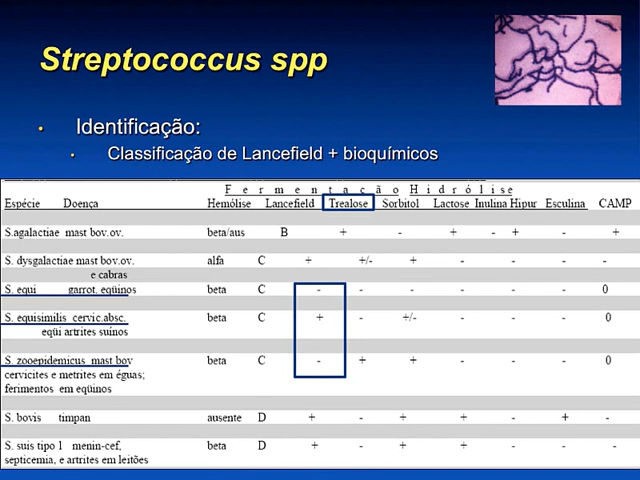 Streptococcus spp
• Identificação:
• Classificação de Lancefield + bioquímicos
F e r m e n t a ç ã o H i d r ó l i s e
Espécie Doença Hemólise Lancefield Trealose Sorbitol Lactose Inulina Hipur Esculina CAMP
S.agalactiae mast bov.ov. beta/aus B + - + - + - +
S. dysgalactiae mast bov.ov. alfa C + +/- + - - - -
e cabras
S. equi garrot. eqüinos beta C - - - - - - 0
S. equisimilis cervic.absc. beta C + - +/- - - - 0
eqüi artrites suinos
S. zooepidemicus mast bov beta C - + + - - - 0
cervicites e metrites em éguas;
ferimentos em eqüinos
S. bovis timpan ausente D + - + + - + -
S. suis tipo 1 menin-cef, beta D + - + + - - -
septicemia, e artrites em leitões